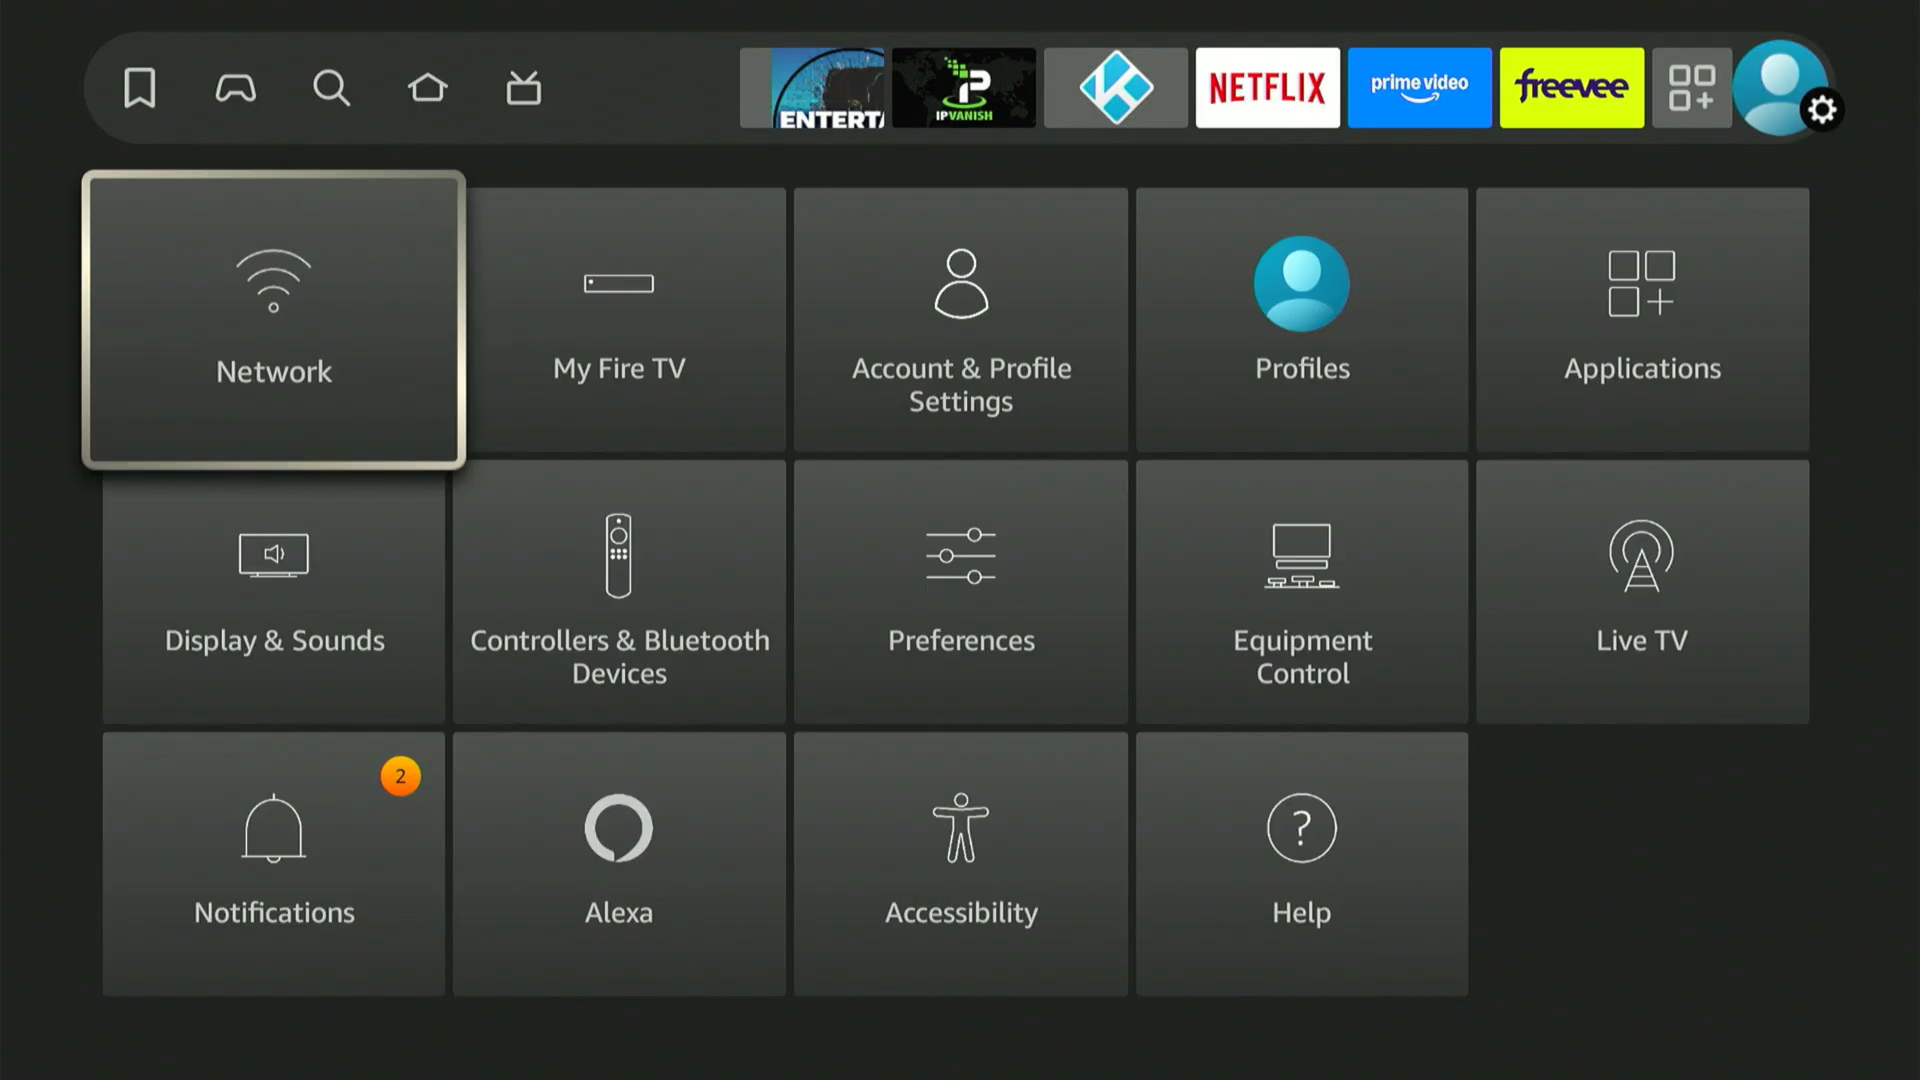 ENTERTA
IPVANISH
NETFLIX
prime video
freevee
Network
My Fire TV
Account & Profile
Settings
Profiles
Applications
Display & Sounds
Controllers & Bluetooth
Devices
Preferences
Equipment
Control
Live TV
2
Notifications
Alexa
Accessibility
?
Help